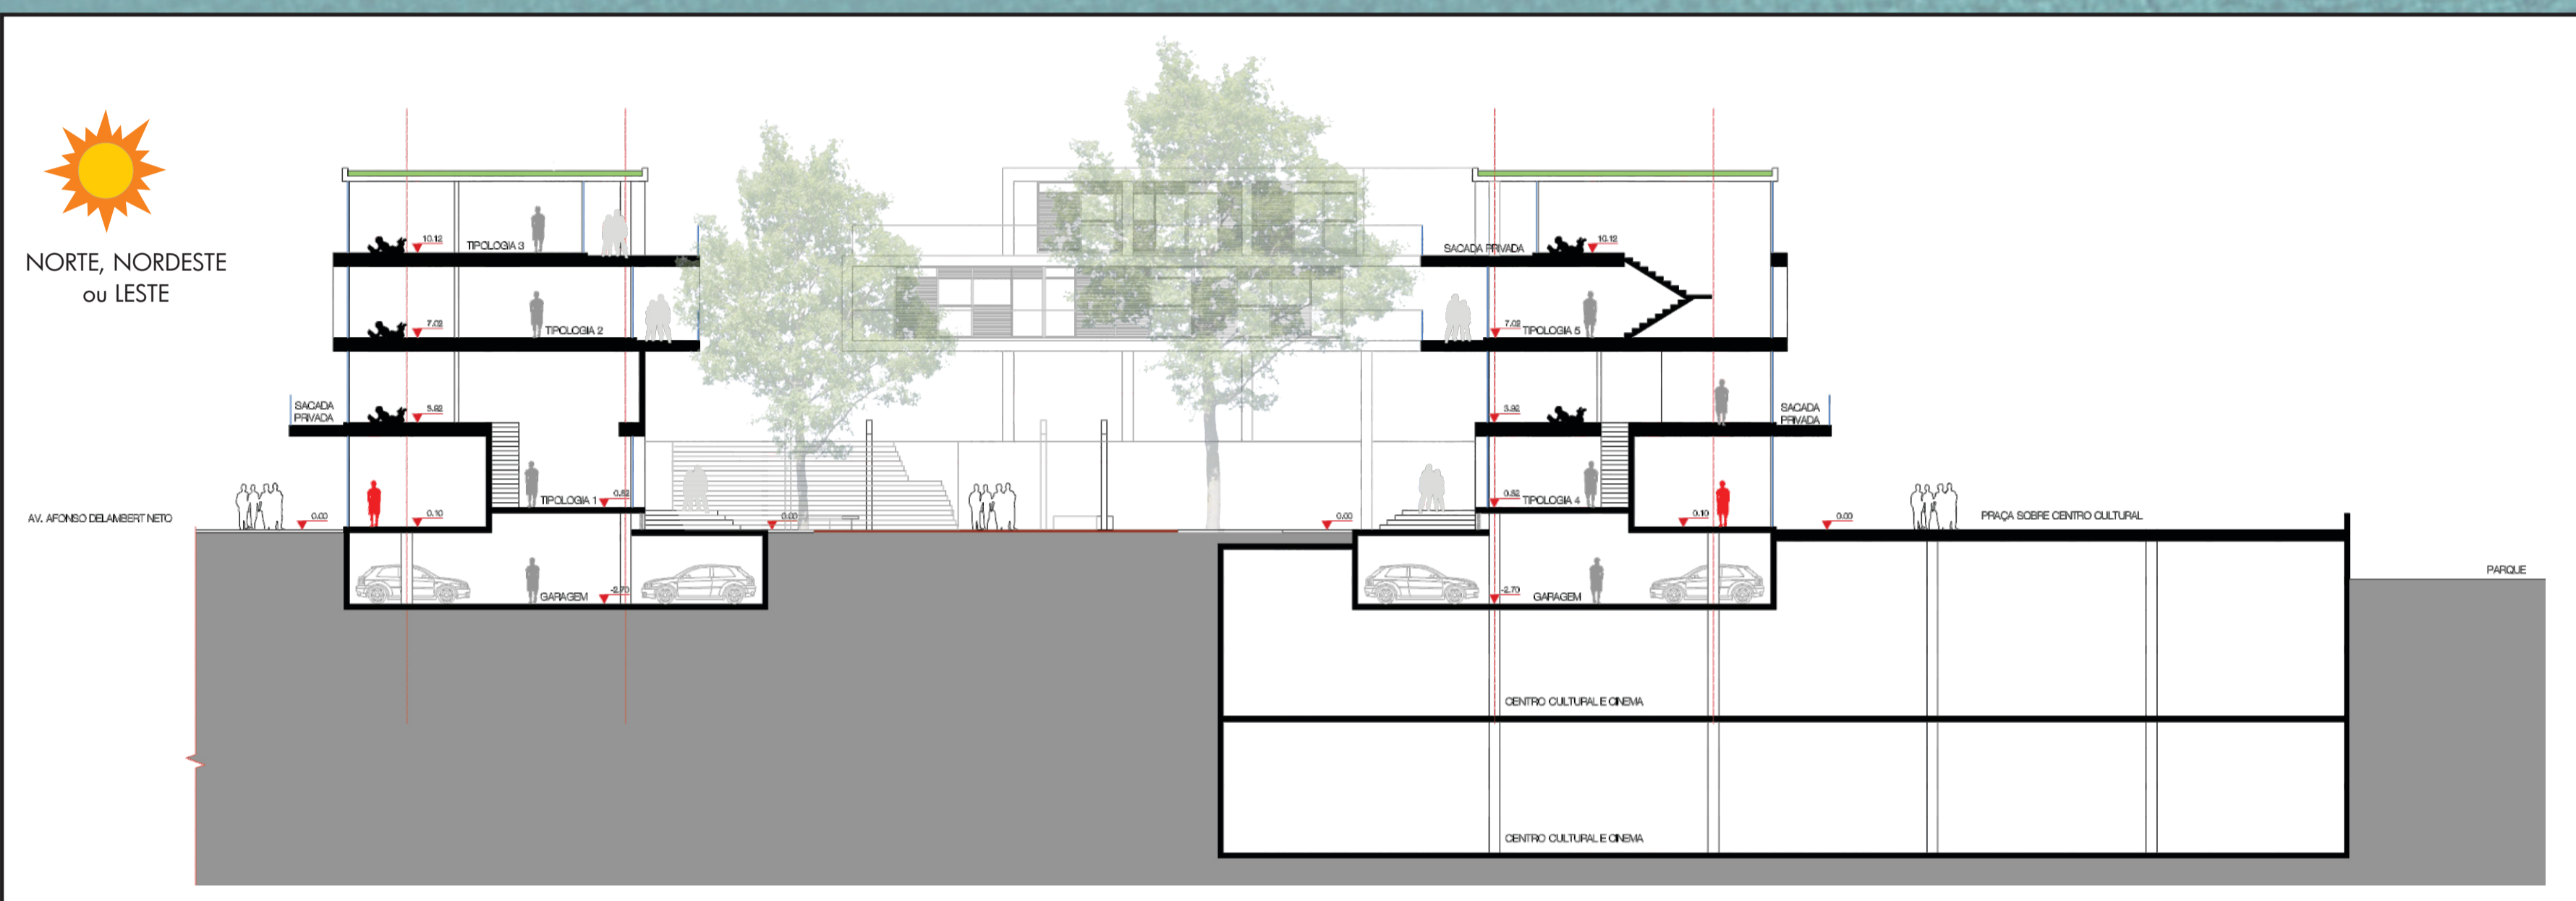 NORTE, NORDESTE
ou LESTE
10.12
TIPOLOGIA 3
SACADA PRIVADA
10.12
7.02
TIPOLOGIA 2
7.02
TIPOLOGIA 5
SACADA
PRIVADA
3.92
3.92
SACADA
PRIVADA
TIPOLOGIA 1
0.52
0.52
TIPOLOGIA 4
AV. AFONSO DELAMBERT NETO
0.00
0.10
0.00
0.00
0.10
0.00
PRAÇA SOBRE CENTRO CULTURAL
PARQUE
GARAGEM
-2.70
-2.70
GARAGEM
CENTRO CULTURAL E CINEMA
CENTRO CULTURAL E CINEMA